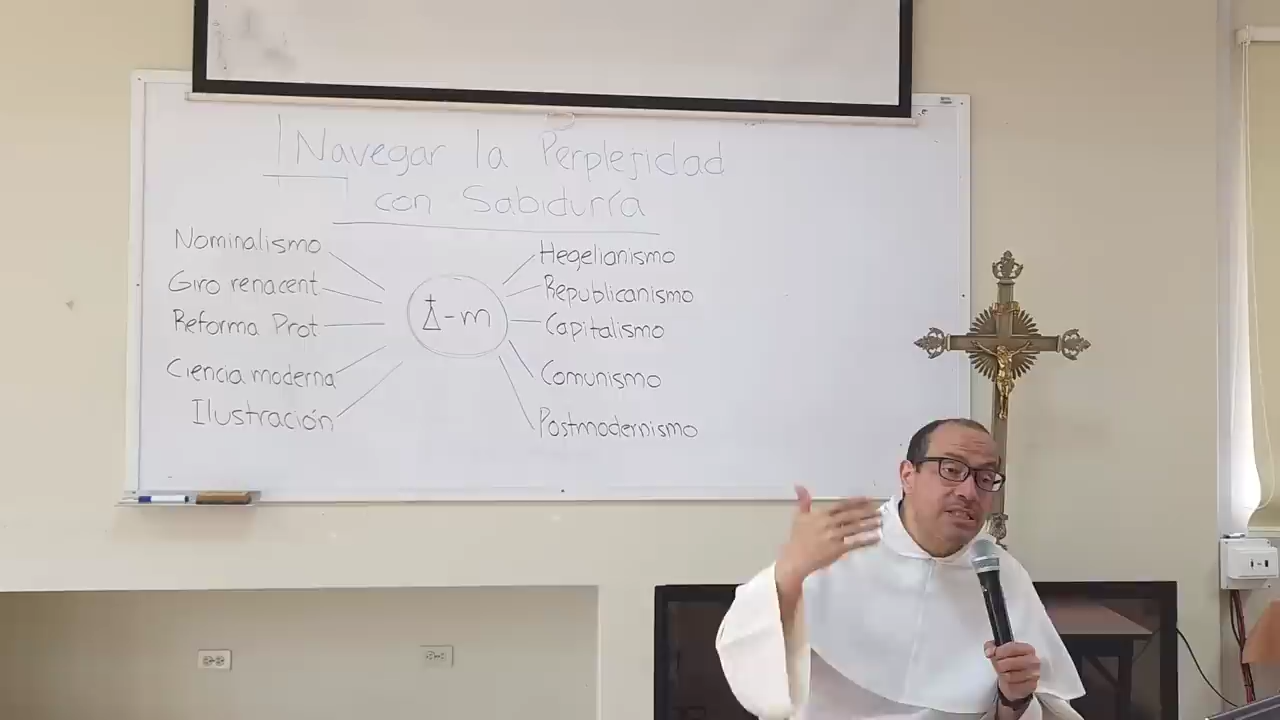 Navegar la Perplejidad
con Sabiduría
Nominalismo
Giro renacent
Reforma Prot
Ciencia moderna
Ilustración
-m
Hegelianismo
Republicanismo
Capitalismo
Comunismo
Postmodernismo